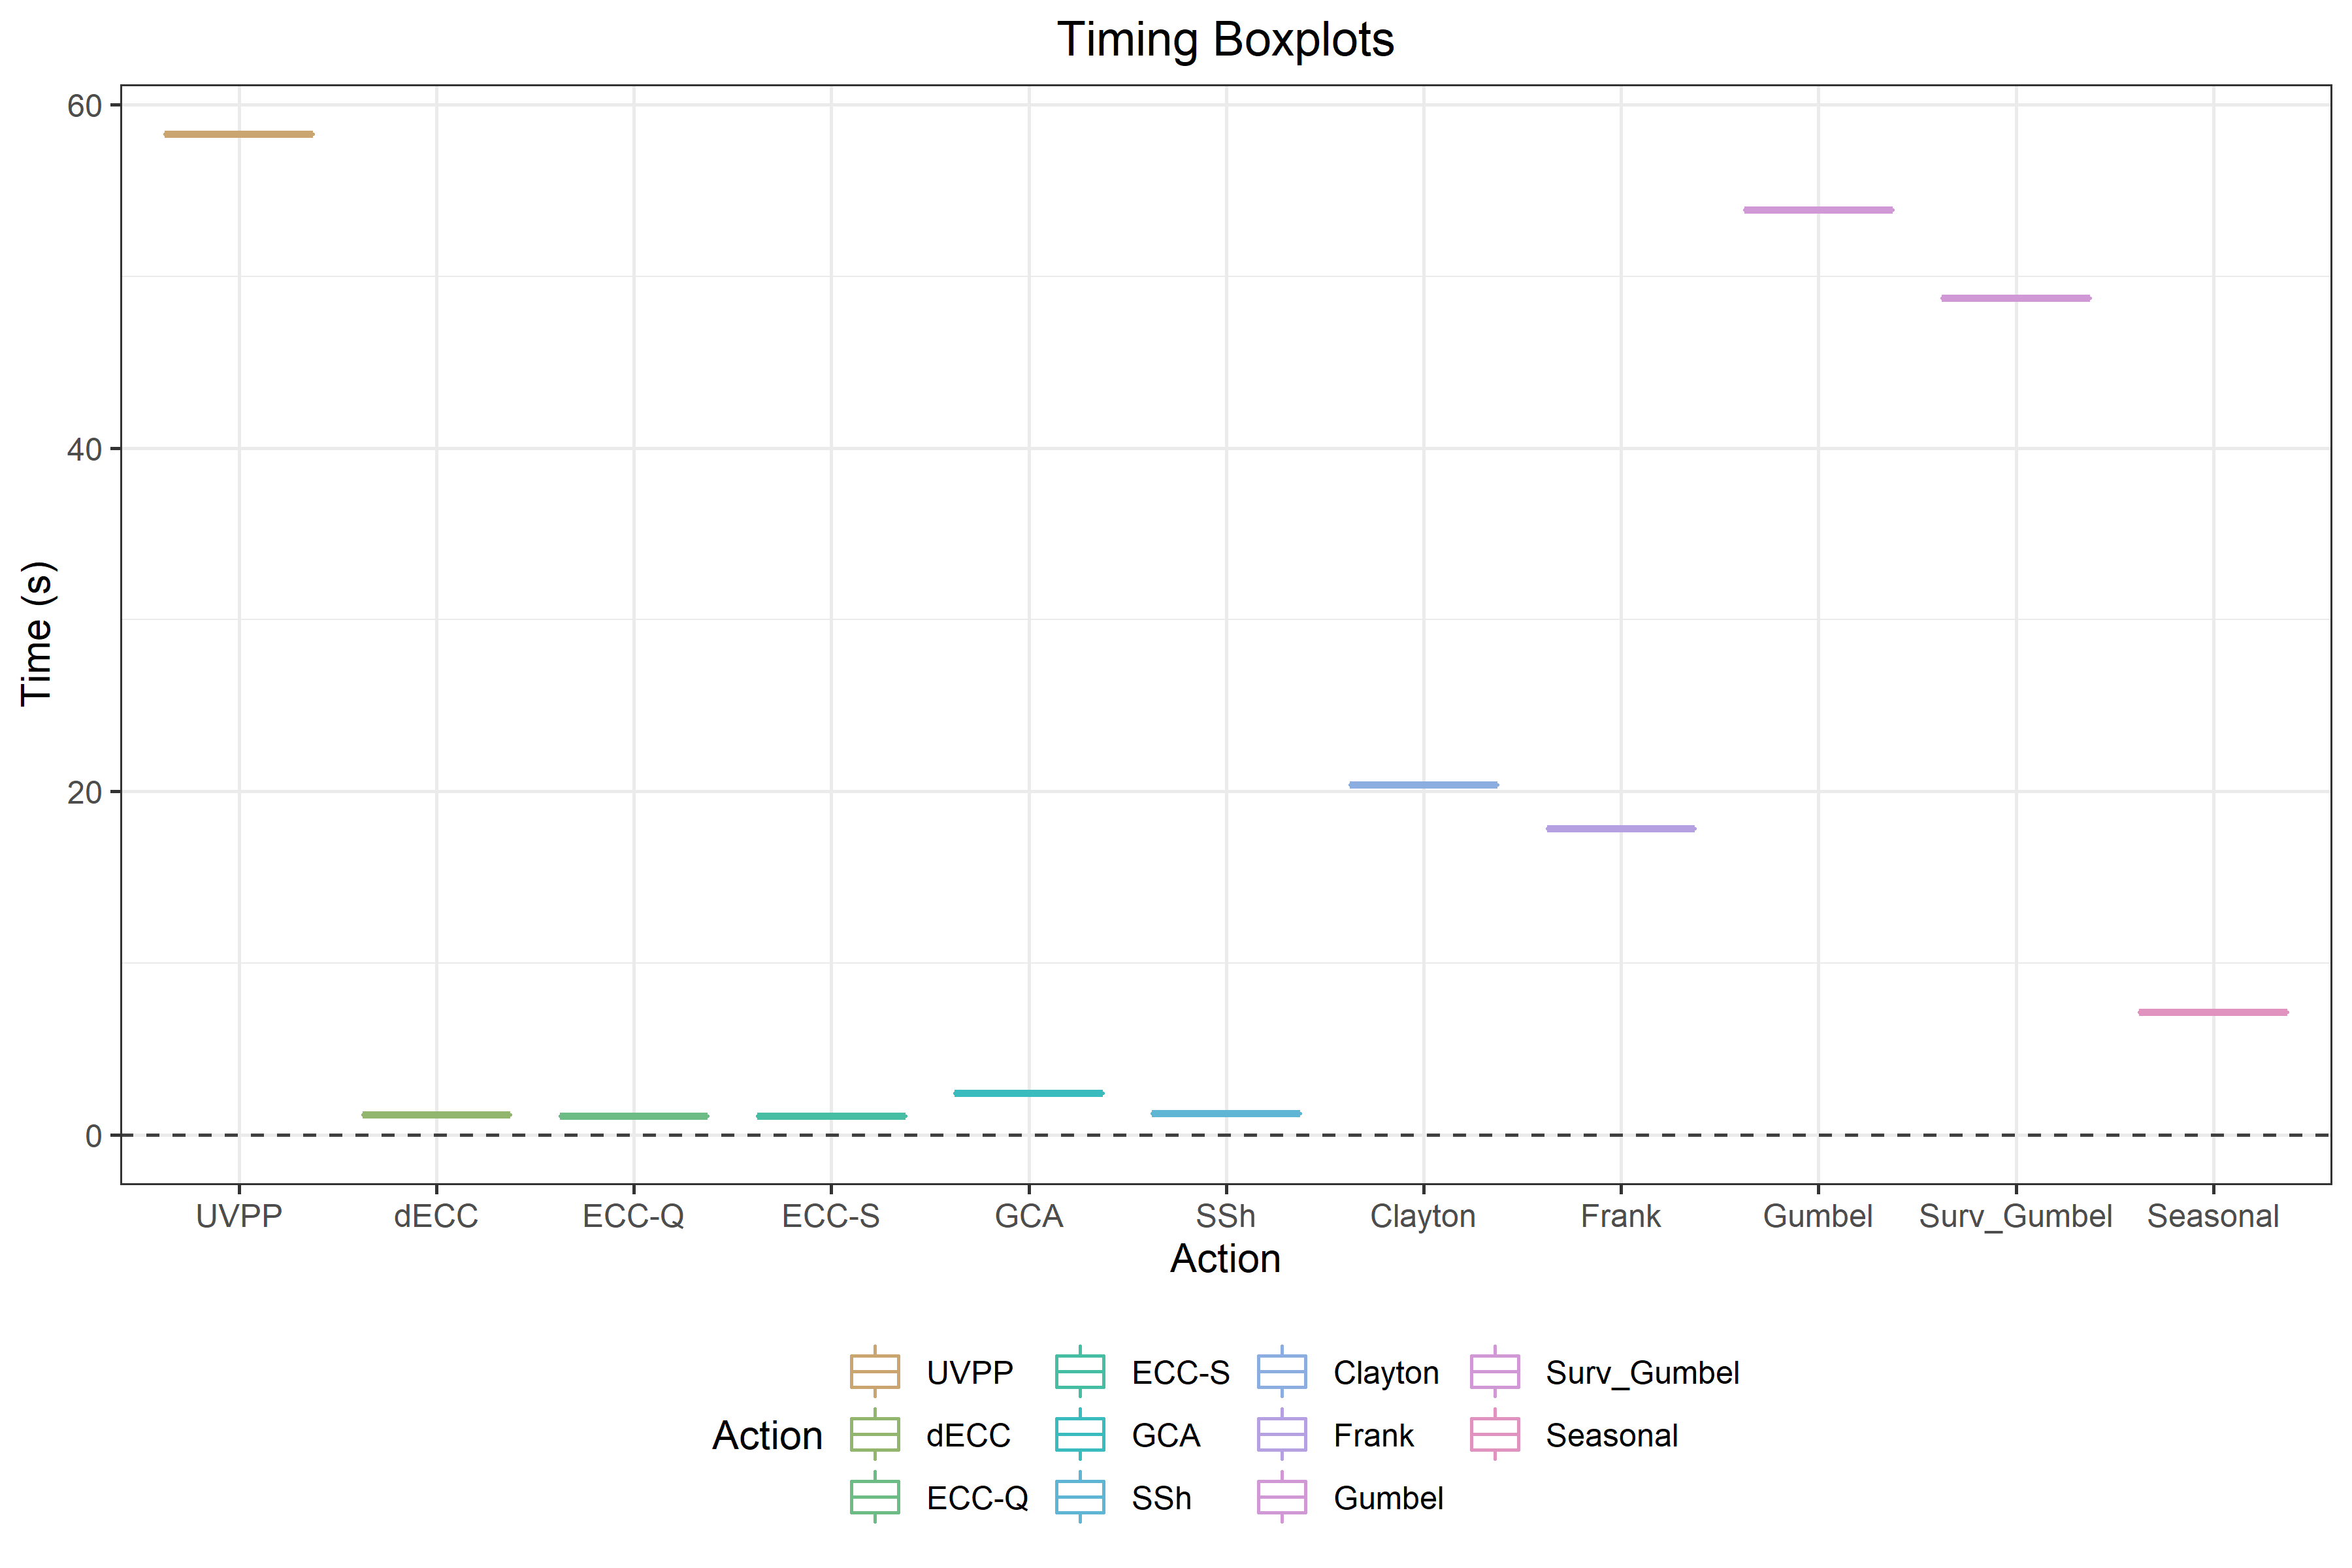 Timing Boxplots
60
40
20
0
Time (s)
UVPP dECC ECC-Q ECC-S GCA SSh Clayton Frank Gumbel Surv_Gumbel Seasonal
Action
Action
UVPP ECC-S Clayton Surv_Gumbel
dECC GCA Frank Seasonal
ECC-Q SSh Gumbel